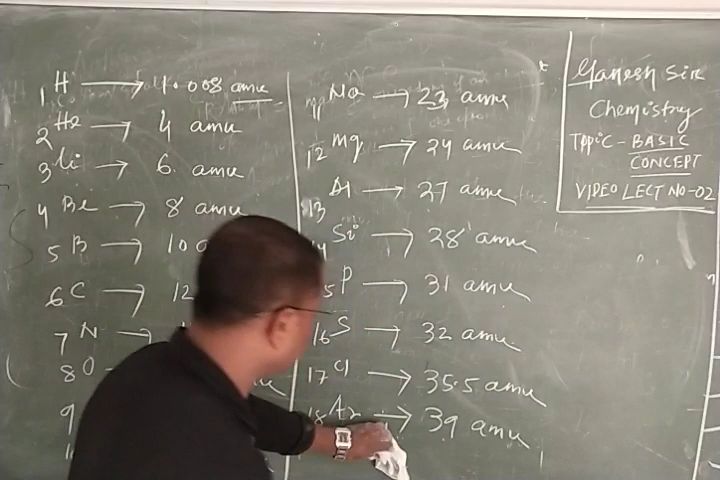 1 H → 1.008 amu
2 He → 4 amu
3 Li → 6 amu
4 Be → 8 amu
5 B → 10
6 C → 12
7 N →
8 O
9
11 Na → 23 amu
12 Mg → 24 amu
13 Al → 27 amu
14 Si → 28 amu
15 P → 31 amu
16 S → 32 amu
17 Cl → 35.5 amu
18 Ar → 39 amu
Ganesh Sir
Chemistry
Topic - BASIC
CONCEPT
VIDEO LECT NO-02